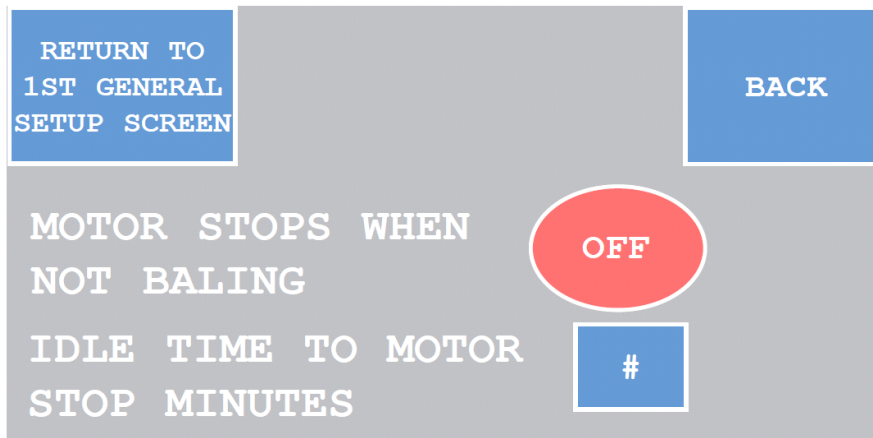 RETURN TO
1ST GENERAL
SETUP SCREEN
BACK
MOTOR STOPS WHEN
NOT BALING
OFF
IDLE TIME TO MOTOR
STOP MINUTES
#